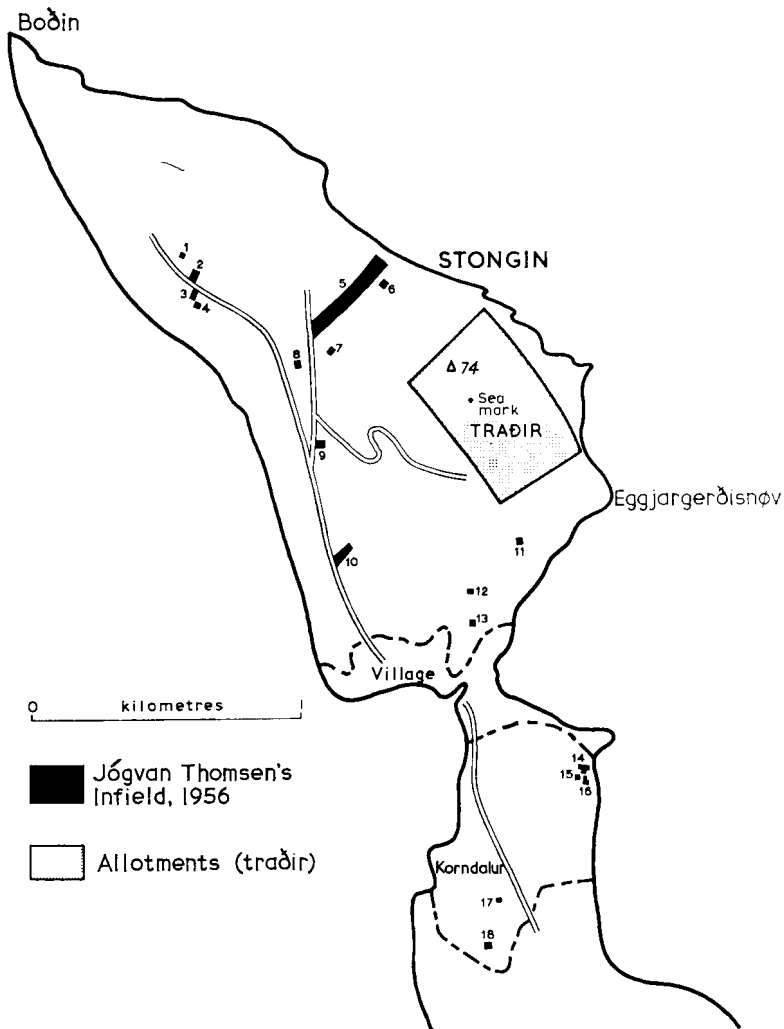 Boðin
1
2
STONGIN
5
6
3
4
8
7
Δ 74
Sea
mark
TRAÐIR
9
Eggjargerðisnøv
11
10
12
13
Village
0 kilometres 1
14
15
16
Jógvan Thomsen's
Infield, 1956
Allotments (traðir)
Korndalur
17
18